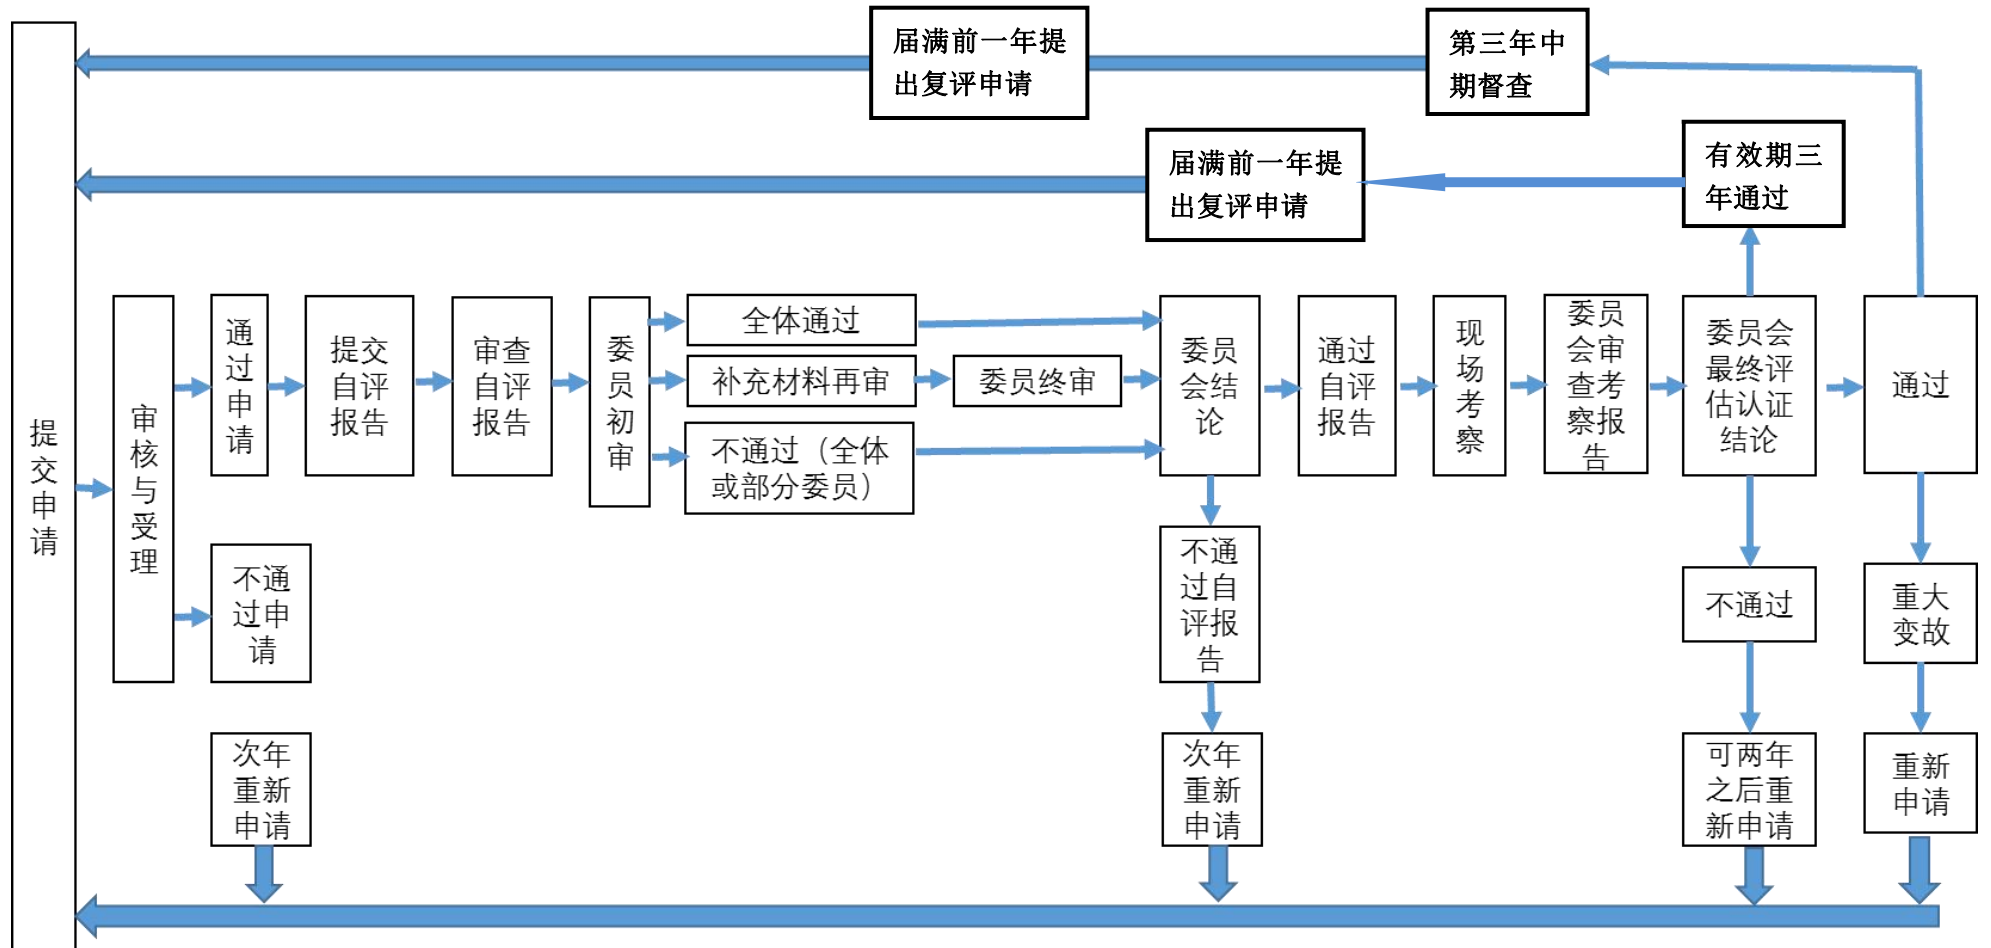 届满前一年提
出复评申请
第三年中
期督查
届满前一年提
出复评申请
有效期三
年通过
提
交
申
请
审
核
与
受
理
通
过
申
请
不通
过申
请
次年
重新
申请
提交
自评
报告
审查
自评
报告
委
员
初
审
全体通过
补充材料再审
委员终审
不通过（全体
或部分委员）
委员
会结
论
不通
过自
评报
告
次年
重新
申请
通过
自评
报告
现
场
考
察
委员
会审
查考
察报
告
委员会
最终评
估认证
结论
不通过
可两年
之后重
新申请
通过
重大
变故
重新
申请